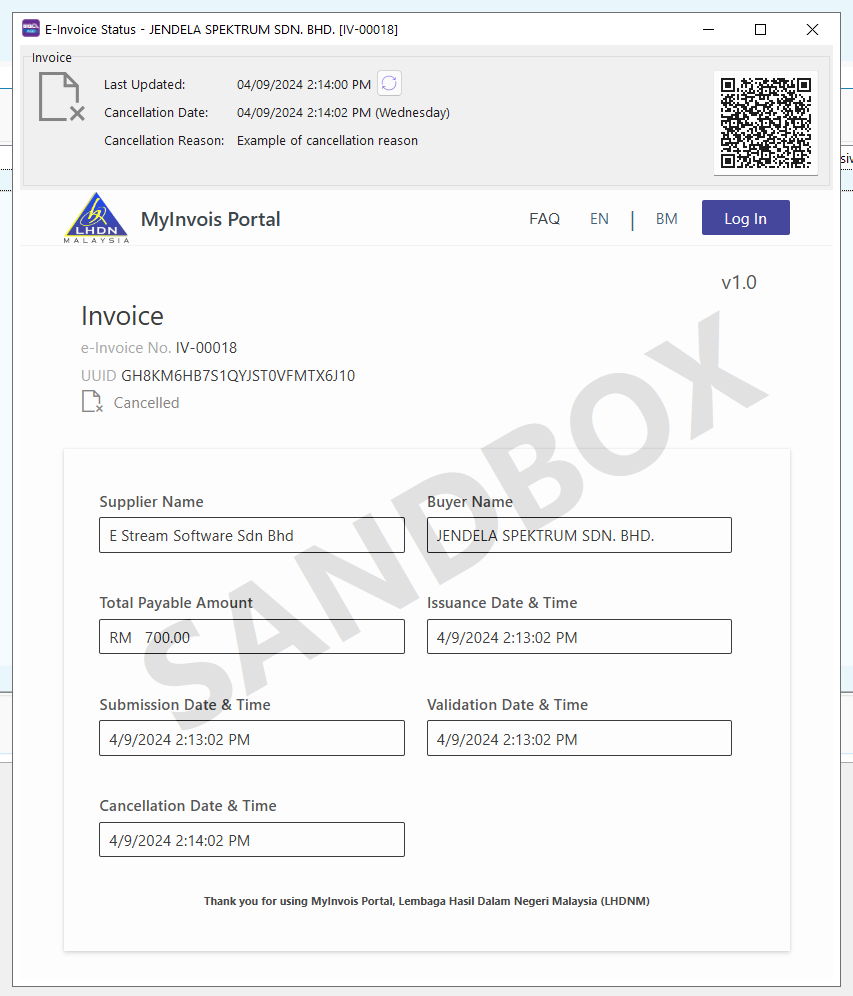 E-Invoice Status - JENDELA SPEKTRUM SDN. BHD. [IV-00018]
Invoice
Last Updated: 04/09/2024 2:14:00 PM
Cancellation Date: 04/09/2024 2:14:02 PM (Wednesday)
Cancellation Reason: Example of cancellation reason
LHDN
MALAYSIA
MyInvois Portal
FAQ EN | BM Log In
v1.0
Invoice
e-Invoice No. IV-00018
UUID GH8KM6HB7S1QYJST0VFMTX6J10
Cancelled
SANDBOX
Supplier Name Buyer Name
E Stream Software Sdn Bhd JENDELA SPEKTRUM SDN. BHD.
Total Payable Amount Issuance Date & Time
RM 700.00 4/9/2024 2:13:02 PM
Submission Date & Time Validation Date & Time
4/9/2024 2:13:02 PM 4/9/2024 2:13:02 PM
Cancellation Date & Time
4/9/2024 2:14:02 PM
Thank you for using MyInvois Portal, Lembaga Hasil Dalam Negeri Malaysia (LHDNM)